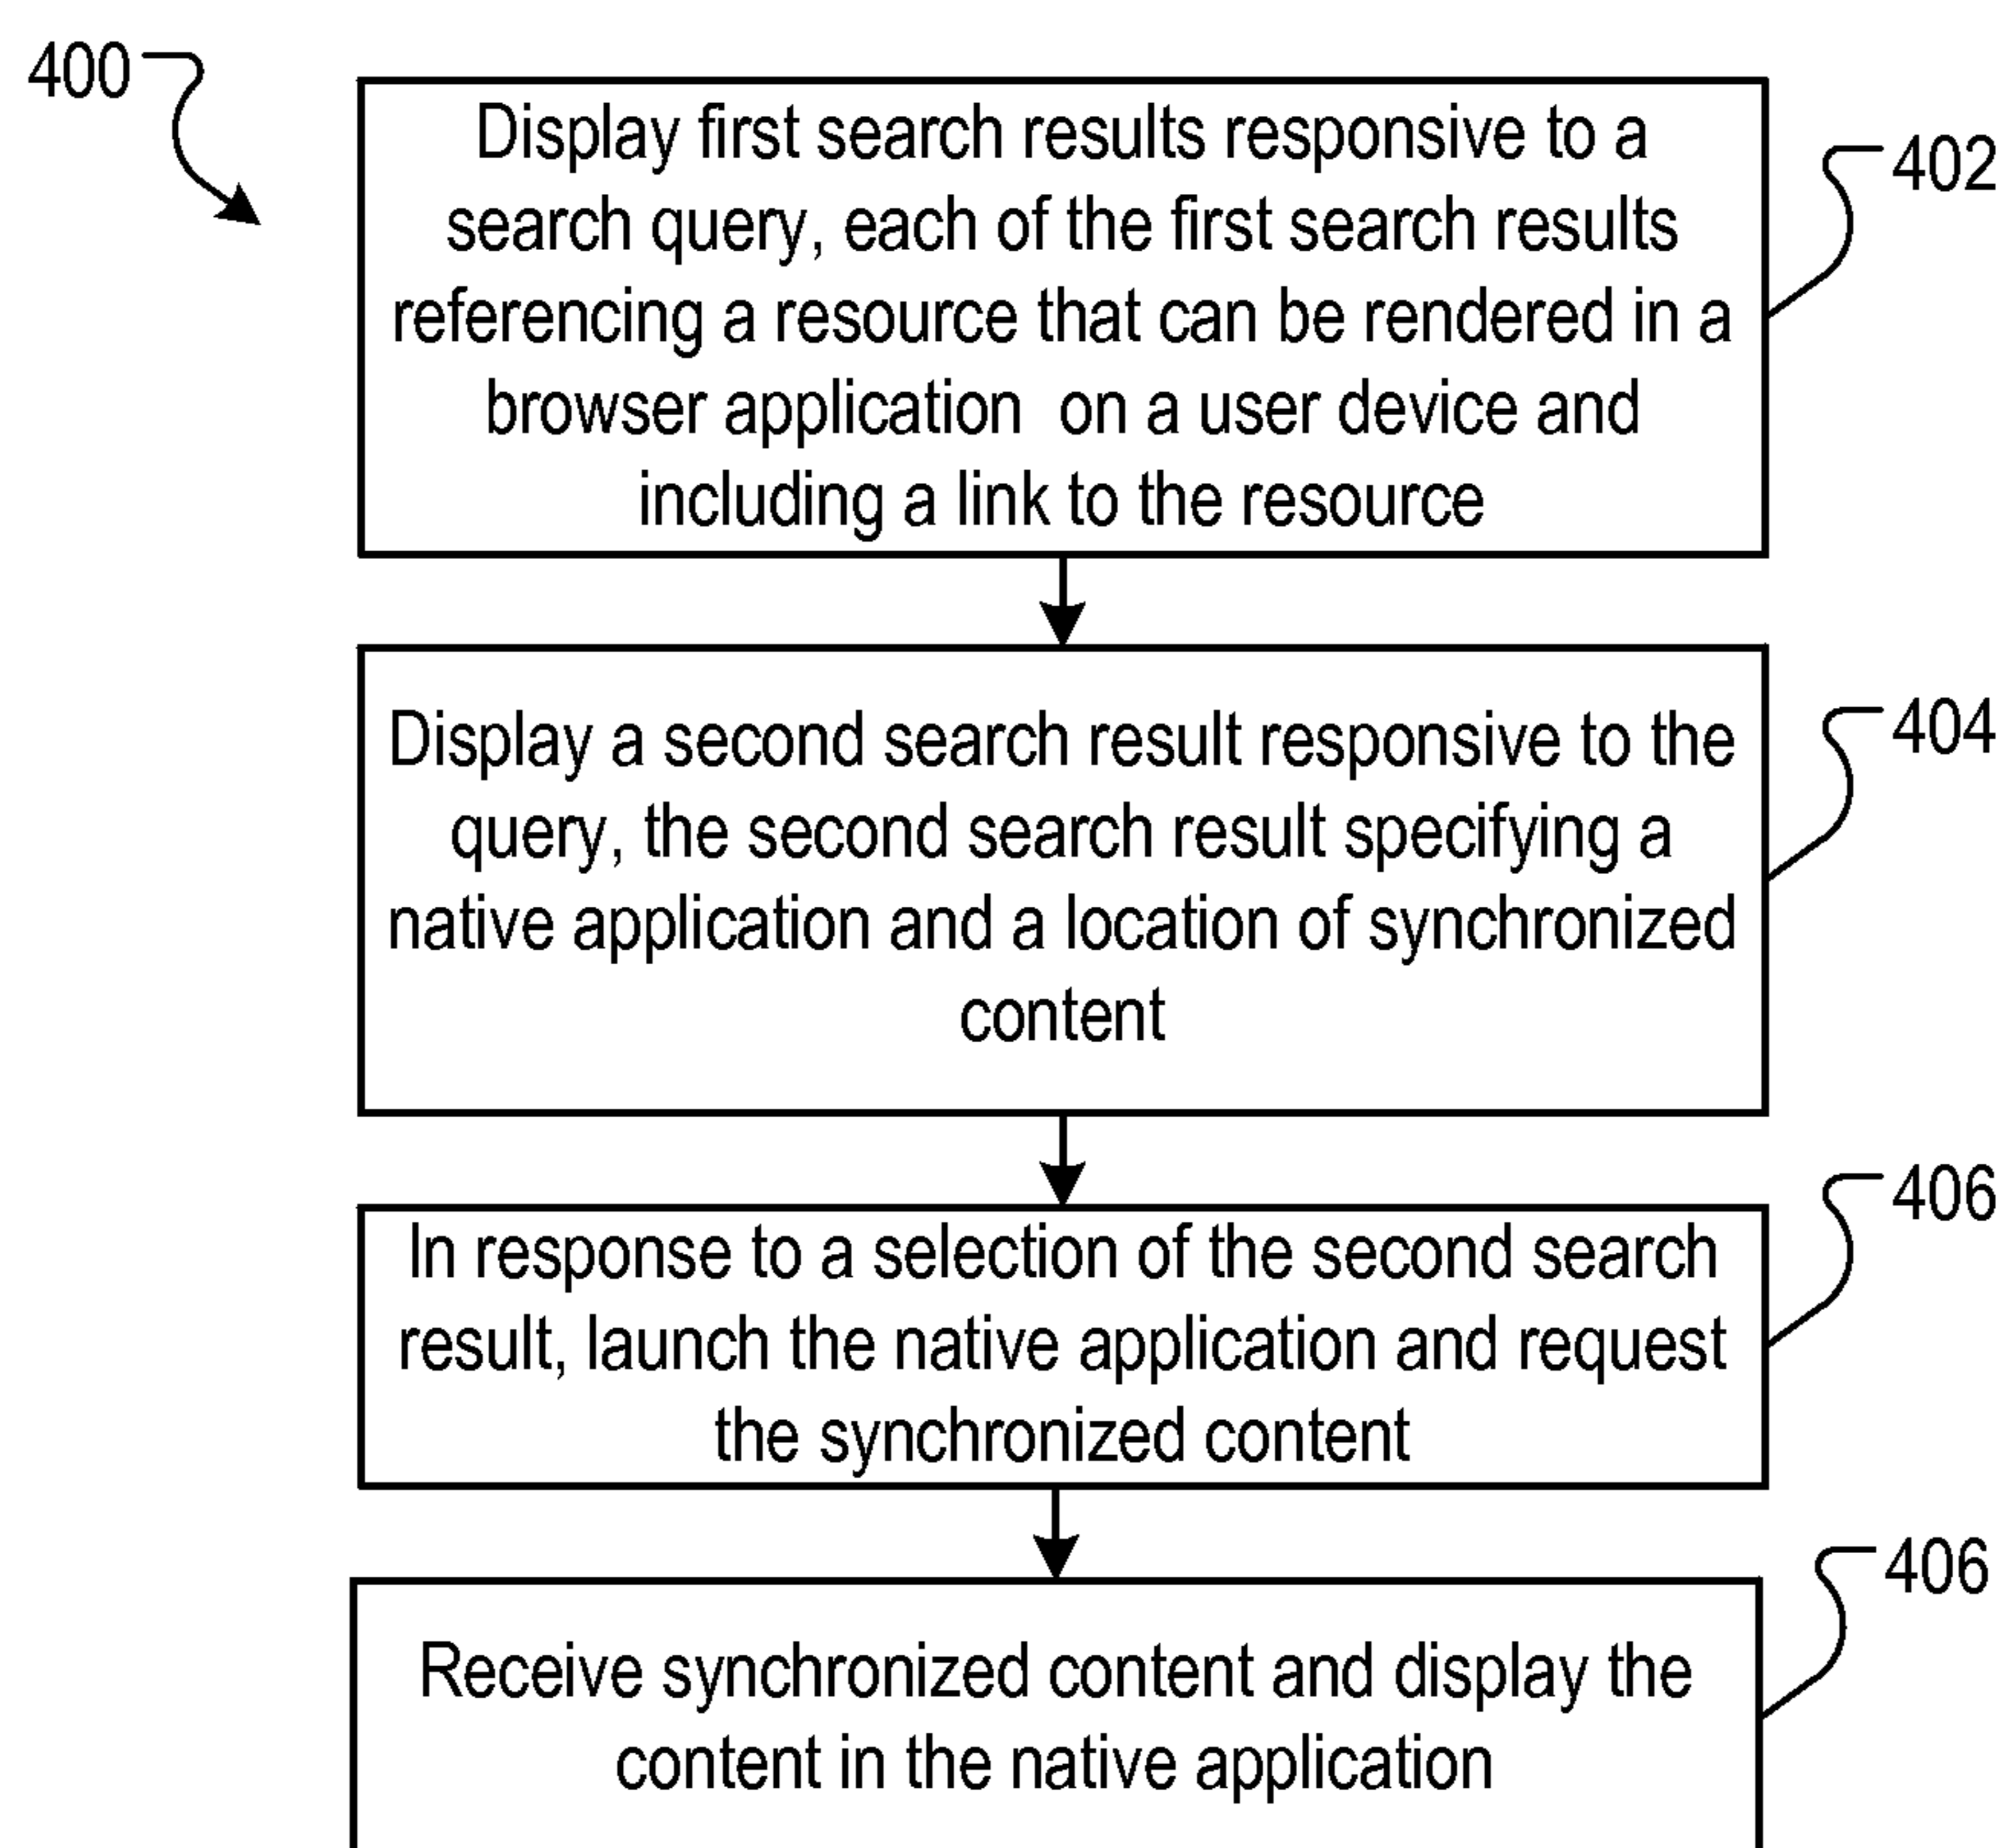 400
Display first search results responsive to a
search query, each of the first search results
referencing a resource that can be rendered in a
browser application on a user device and
including a link to the resource
402
Display a second search result responsive to the
query, the second search result specifying a
native application and a location of synchronized
content
404
In response to a selection of the second search
result, launch the native application and request
the synchronized content
406
Receive synchronized content and display the
content in the native application
406